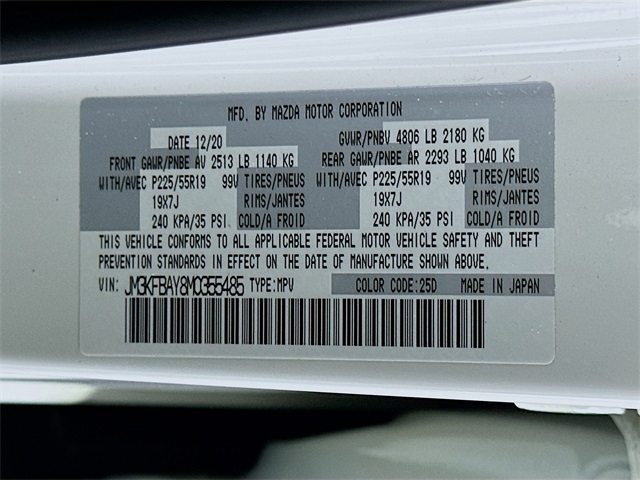 MFD. BY MAZDA MOTOR CORPORATION
DATE 12/20 GVWR/PNBV 4806 LB 2180 KG
FRONT GAWR/PNBE AV 2513 LB 1140 KG REAR GAWR/PNBE AR 2293 LB 1040 KG
WITH/AVEC P225/55R19 99V TIRES/PNEUS WITH/AVEC P225/55R19 99V TIRES/PNEUS
19X7J RIMS/JANTES 19X7J RIMS/JANTES
240 KPA/35 PSI COLD/A FROID 240 KPA/35 PSI COLD/A FROID
THIS VEHICLE CONFORMS TO ALL APPLICABLE FEDERAL MOTOR VEHICLE SAFETY AND THEFT
PREVENTION STANDARDS IN EFFECT ON THE DATE OF MANUFACTURE SHOWN ABOVE.
VIN: JM3KFBAY8M0355485 TYPE:MPV COLOR CODE:25D MADE IN JAPAN